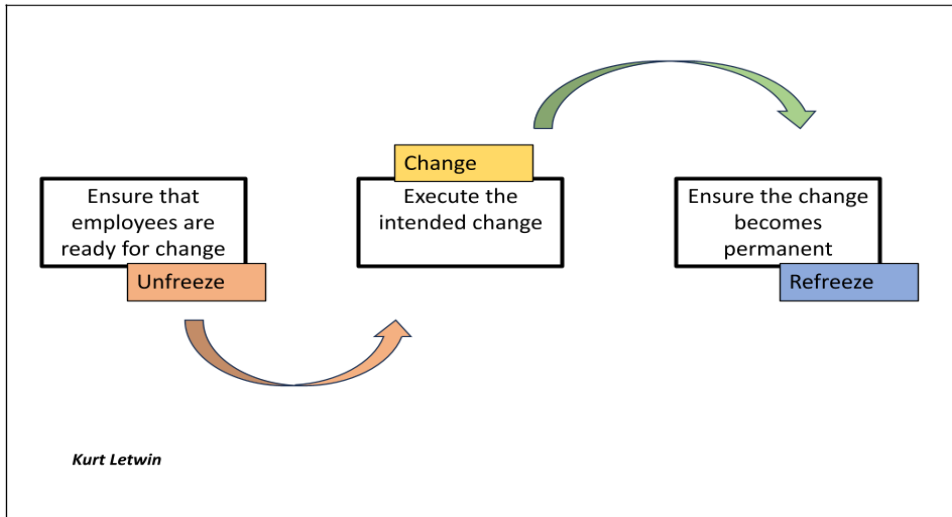 Change
Ensure that
employees are
ready for change
Unfreeze
Execute the
intended change
Ensure the change
becomes
permanent
Refreeze
Kurt Letwin